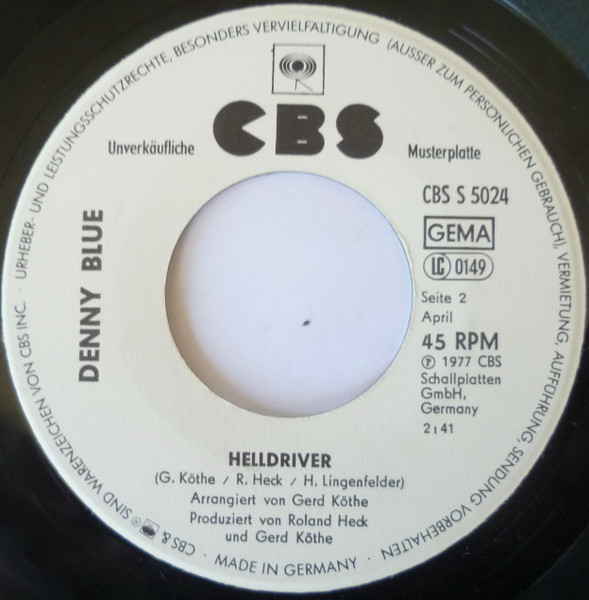 URHEBER- UND LEISTUNGSSCHUTZRECHTE, BESONDERS VERVIELFÄLTIGUNG (AUSSER ZUM PERSÖNLICHEN GEBRAUCH), VERMIETUNG, AUFFÜHRUNG, SENDUNG VORBEHALTEN
CBS
Unverkäufliche
Musterplatte
CBS S 5024
GEMA
LC 0149
DENNY BLUE
Seite 2
April
45 RPM
℗ 1977 CBS
Schallplatten
GmbH,
Germany
2:41
HELLDRIVER
(G. Köthe / R. Heck / H. Lingenfelder)
Arrangiert von Gerd Köthe
Produziert von Roland Heck
und Gerd Köthe
· MADE IN GERMANY ·
CBS & ® SIND WARENZEICHEN VON CBS INC. ·